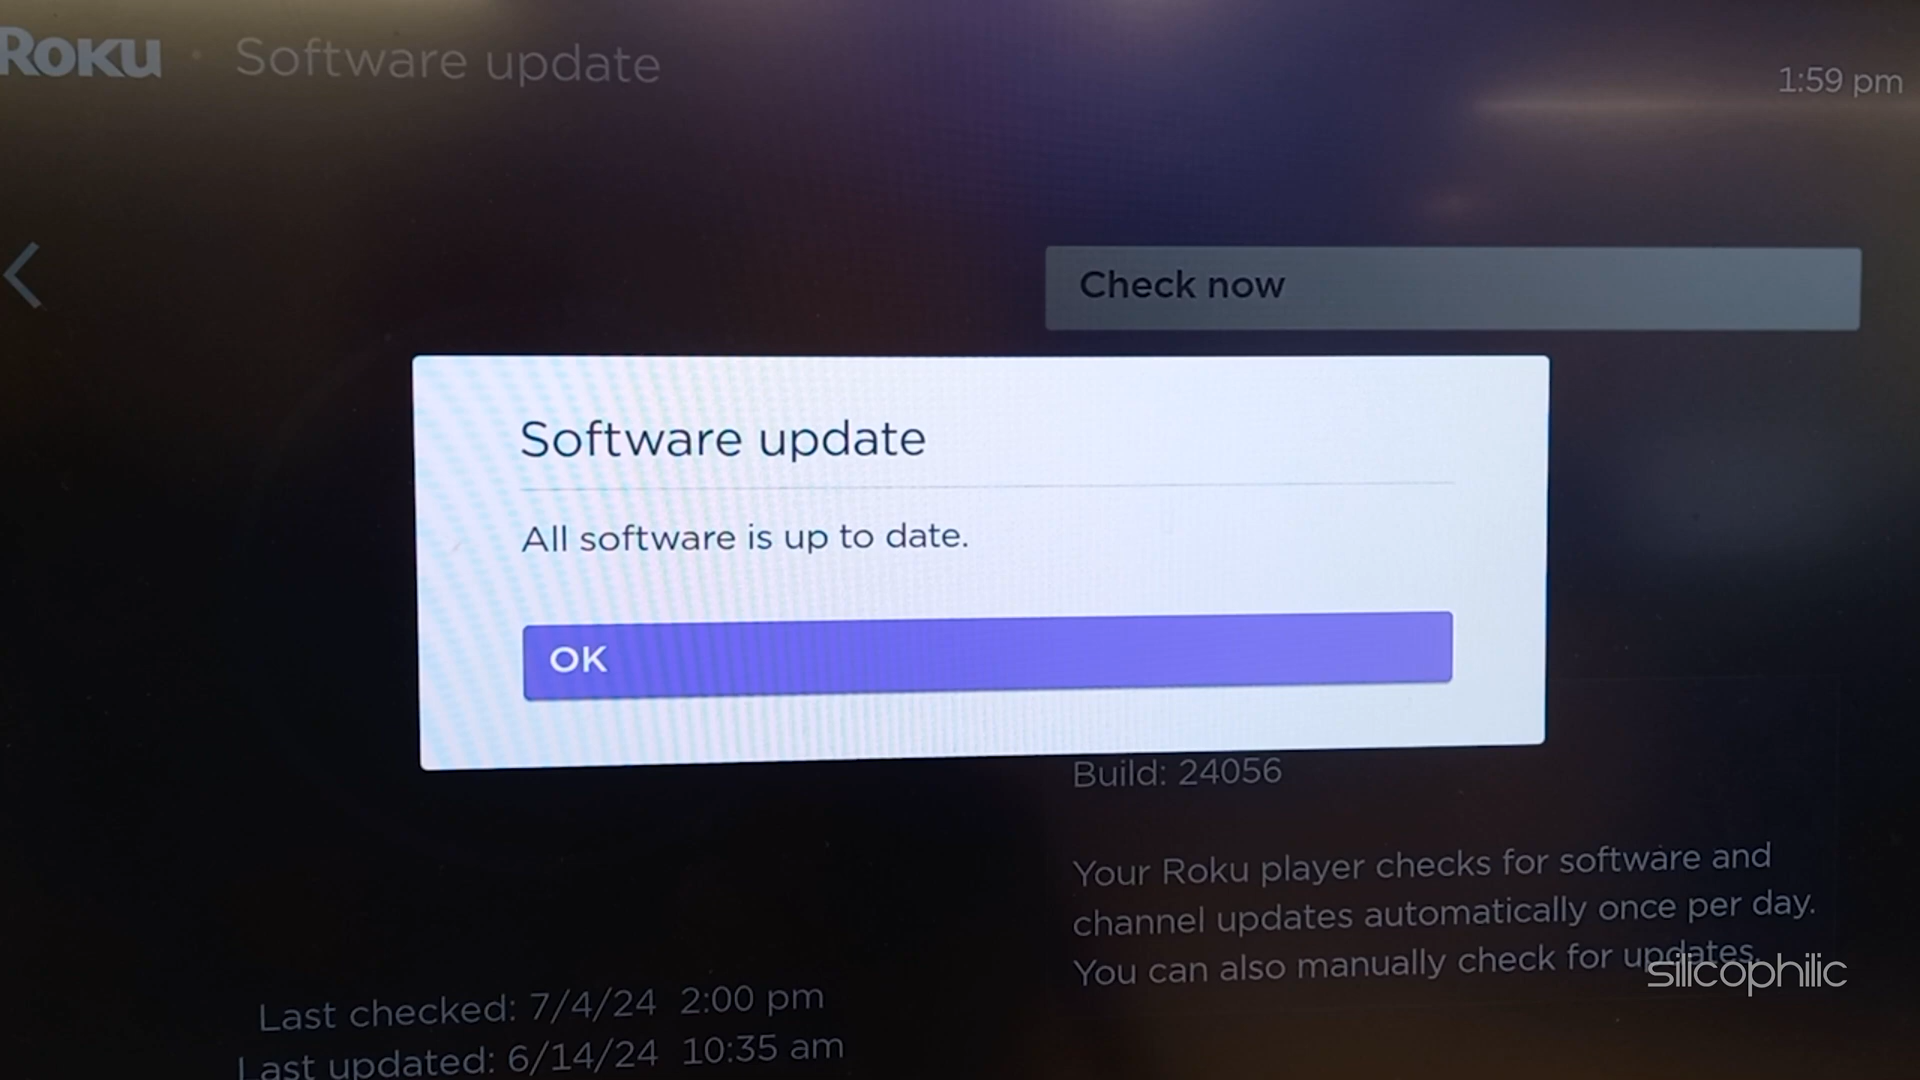 Roku • Software update
1:59 pm
Check now
Software update
All software is up to date.
OK
Build: 24056
Your Roku player checks for software and
channel updates automatically once per day.
You can also manually check for updates.
silicophilic
Last checked: 7/4/24 2:00 pm
Last updated: 6/14/24 10:35 am